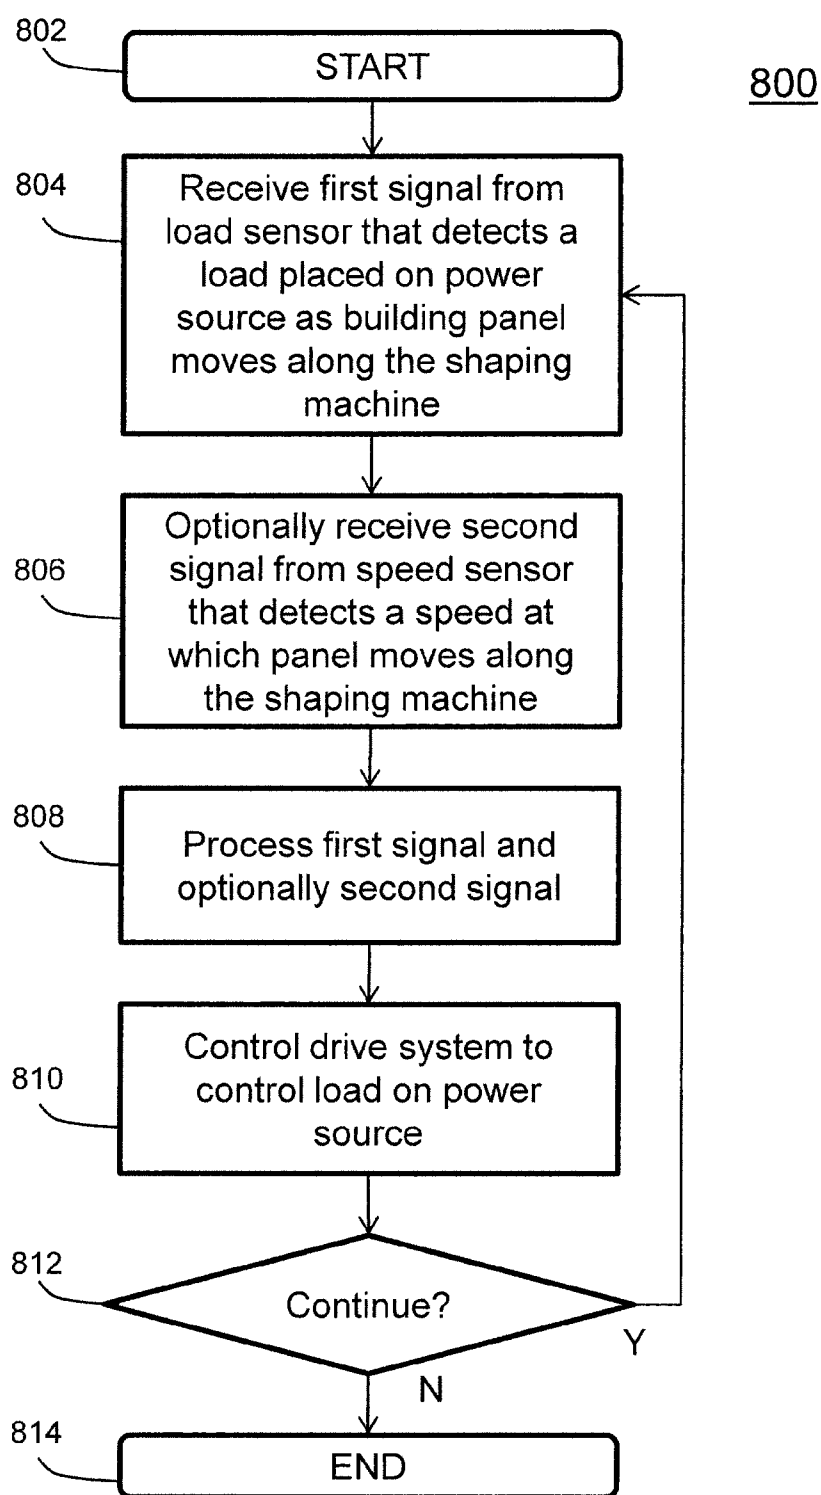 802
START
800
804
Receive first signal from
load sensor that detects a
load placed on power
source as building panel
moves along the shaping
machine
806
Optionally receive second
signal from speed sensor
that detects a speed at
which panel moves along
the shaping machine
808
Process first signal and
optionally second signal
810
Control drive system to
control load on power
source
812
Continue?
Y
N
814
END